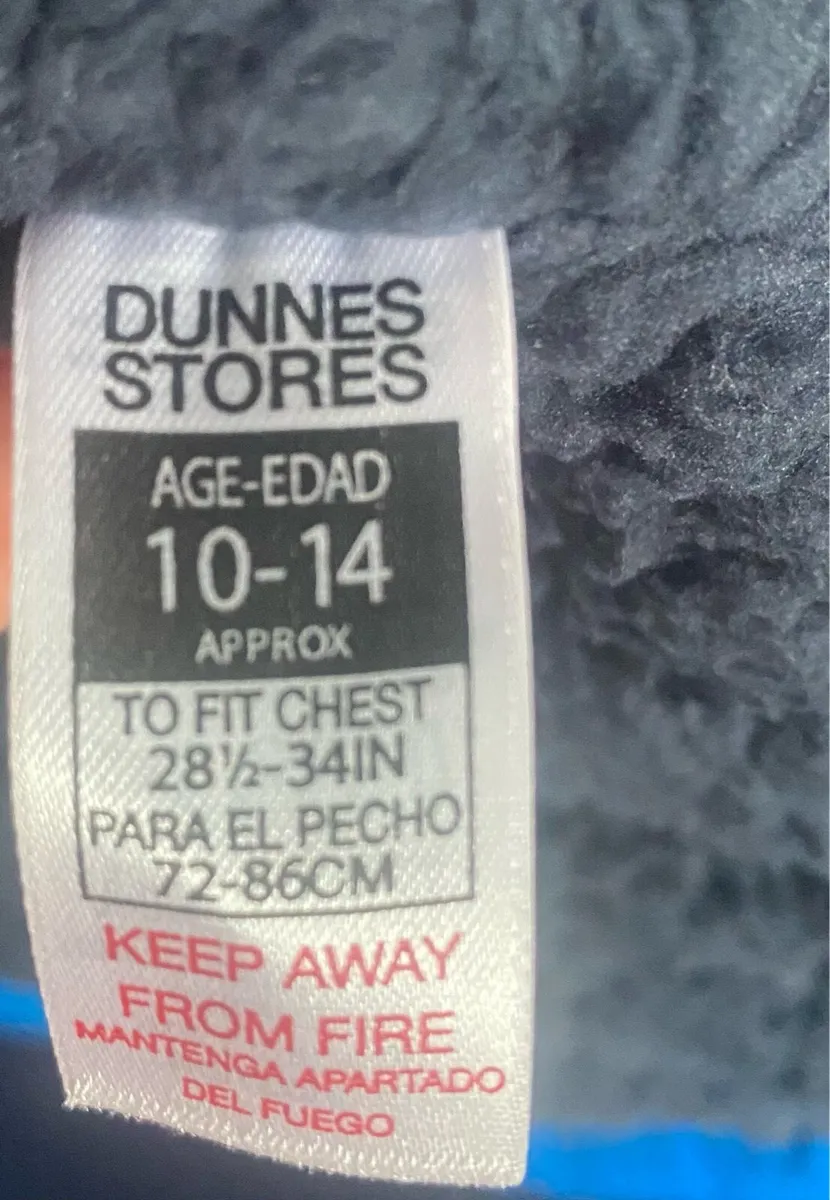 DUNNES
STORES
AGE-EDAD
10-14
APPROX
TO FIT CHEST
28½-34IN
PARA EL PECHO
72-86CM
KEEP AWAY
FROM FIRE
MANTENGA APARTADO
DEL FUEGO